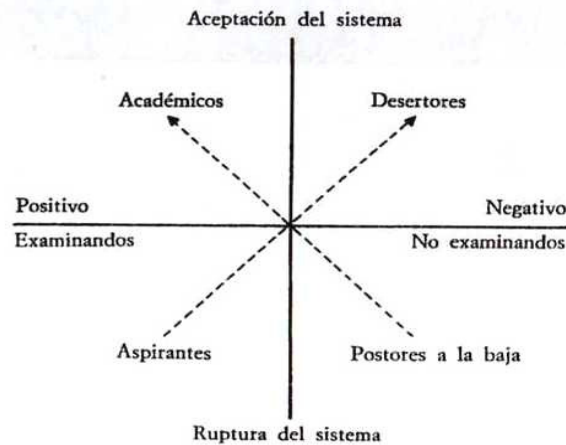 Aceptación del sistema
Académicos
Desertores
Positivo
Negativo
Examinandos
No examinandos
Aspirantes
Postores a la baja
Ruptura del sistema